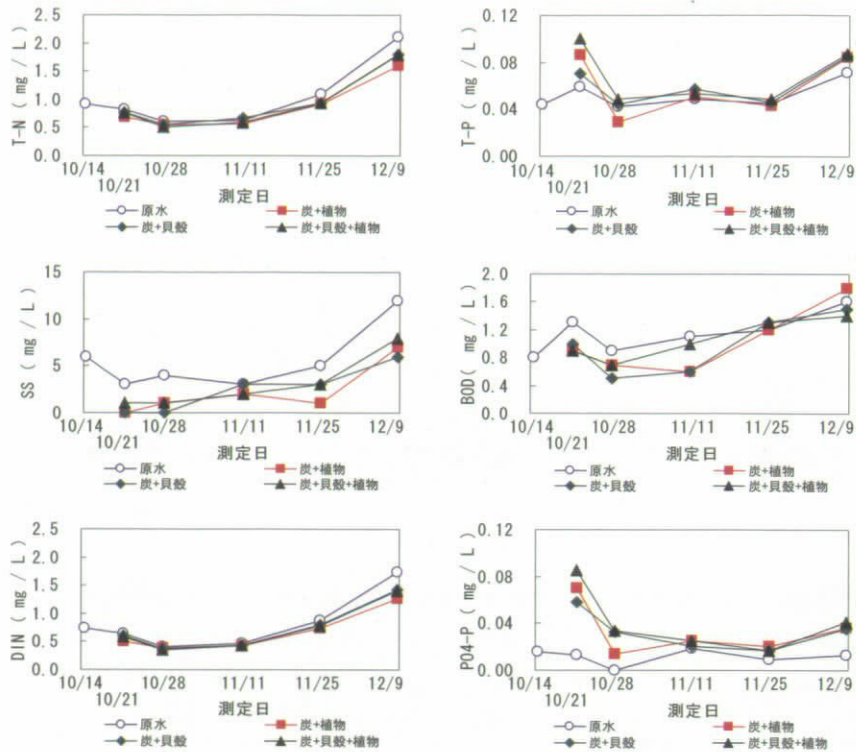 T-N ( mg / L )
2.5
2.0
1.5
1.0
0.5
0.0
10/14 10/28 11/11 11/25 12/9
10/21
測定日
原水 炭+植物
炭+貝殻 炭+貝殻+植物
T-P ( mg / L )
0.12
0.08
0.04
0.00
10/14 10/28 11/11 11/25 12/9
10/21
測定日
原水 炭+植物
炭+貝殻 炭+貝殻+植物
SS ( mg / L )
15
10
5
0
10/14 10/28 11/11 11/25 12/9
10/21
測定日
原水 炭+植物
炭+貝殻 炭+貝殻+植物
BOD( mg / L )
2.0
1.6
1.2
0.8
0.4
0.0
10/14 10/28 11/11 11/25 12/9
10/21
測定日
原水 炭+植物
炭+貝殻 炭+貝殻+植物
DIN ( mg / L )
2.5
2.0
1.5
1.0
0.5
0.0
10/14 10/28 11/11 11/25 12/9
10/21
測定日
原水 炭+植物
炭+貝殻 炭+貝殻+植物
PO4-P ( mg / L )
0.12
0.08
0.04
0.00
10/14 10/28 11/11 11/25 12/9
10/21
測定日
原水 炭+植物
炭+貝殻 炭+貝殻+植物